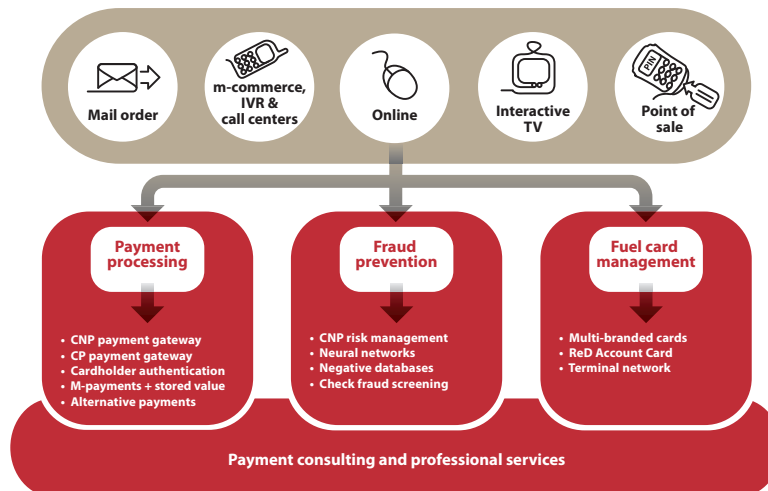 Mail order
m-commerce,
IVR &
call centers
Online
Interactive
TV
PIN
Point of
sale
Payment
processing
• CNP payment gateway
• CP payment gateway
• Cardholder authentication
• M-payments + stored value
• Alternative payments
Fraud
prevention
• CNP risk management
• Neural networks
• Negative databases
• Check fraud screening
Fuel card
management
• Multi-branded cards
• ReD Account Card
• Terminal network
Payment consulting and professional services